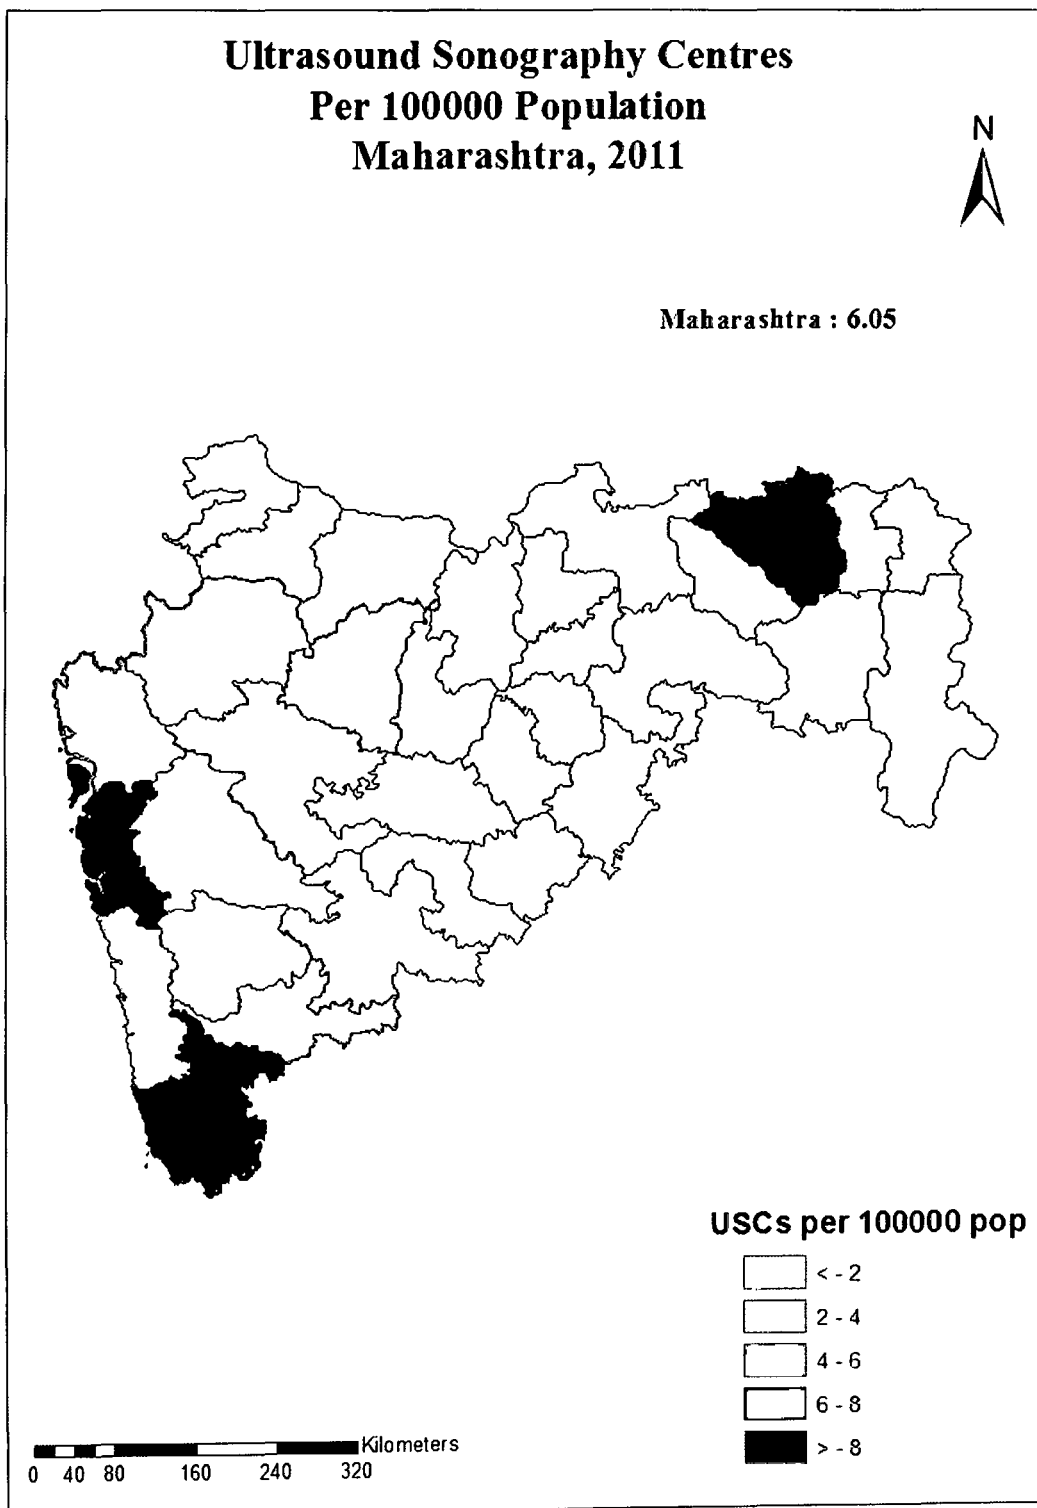 Ultrasound Sonography Centres
Per 100000 Population
Maharashtra, 2011
N
Maharashtra : 6.05
USCs per 100000 pop
< - 2
2 - 4
4 - 6
6 - 8
> - 8
Kilometers
0 40 80 160 240 320